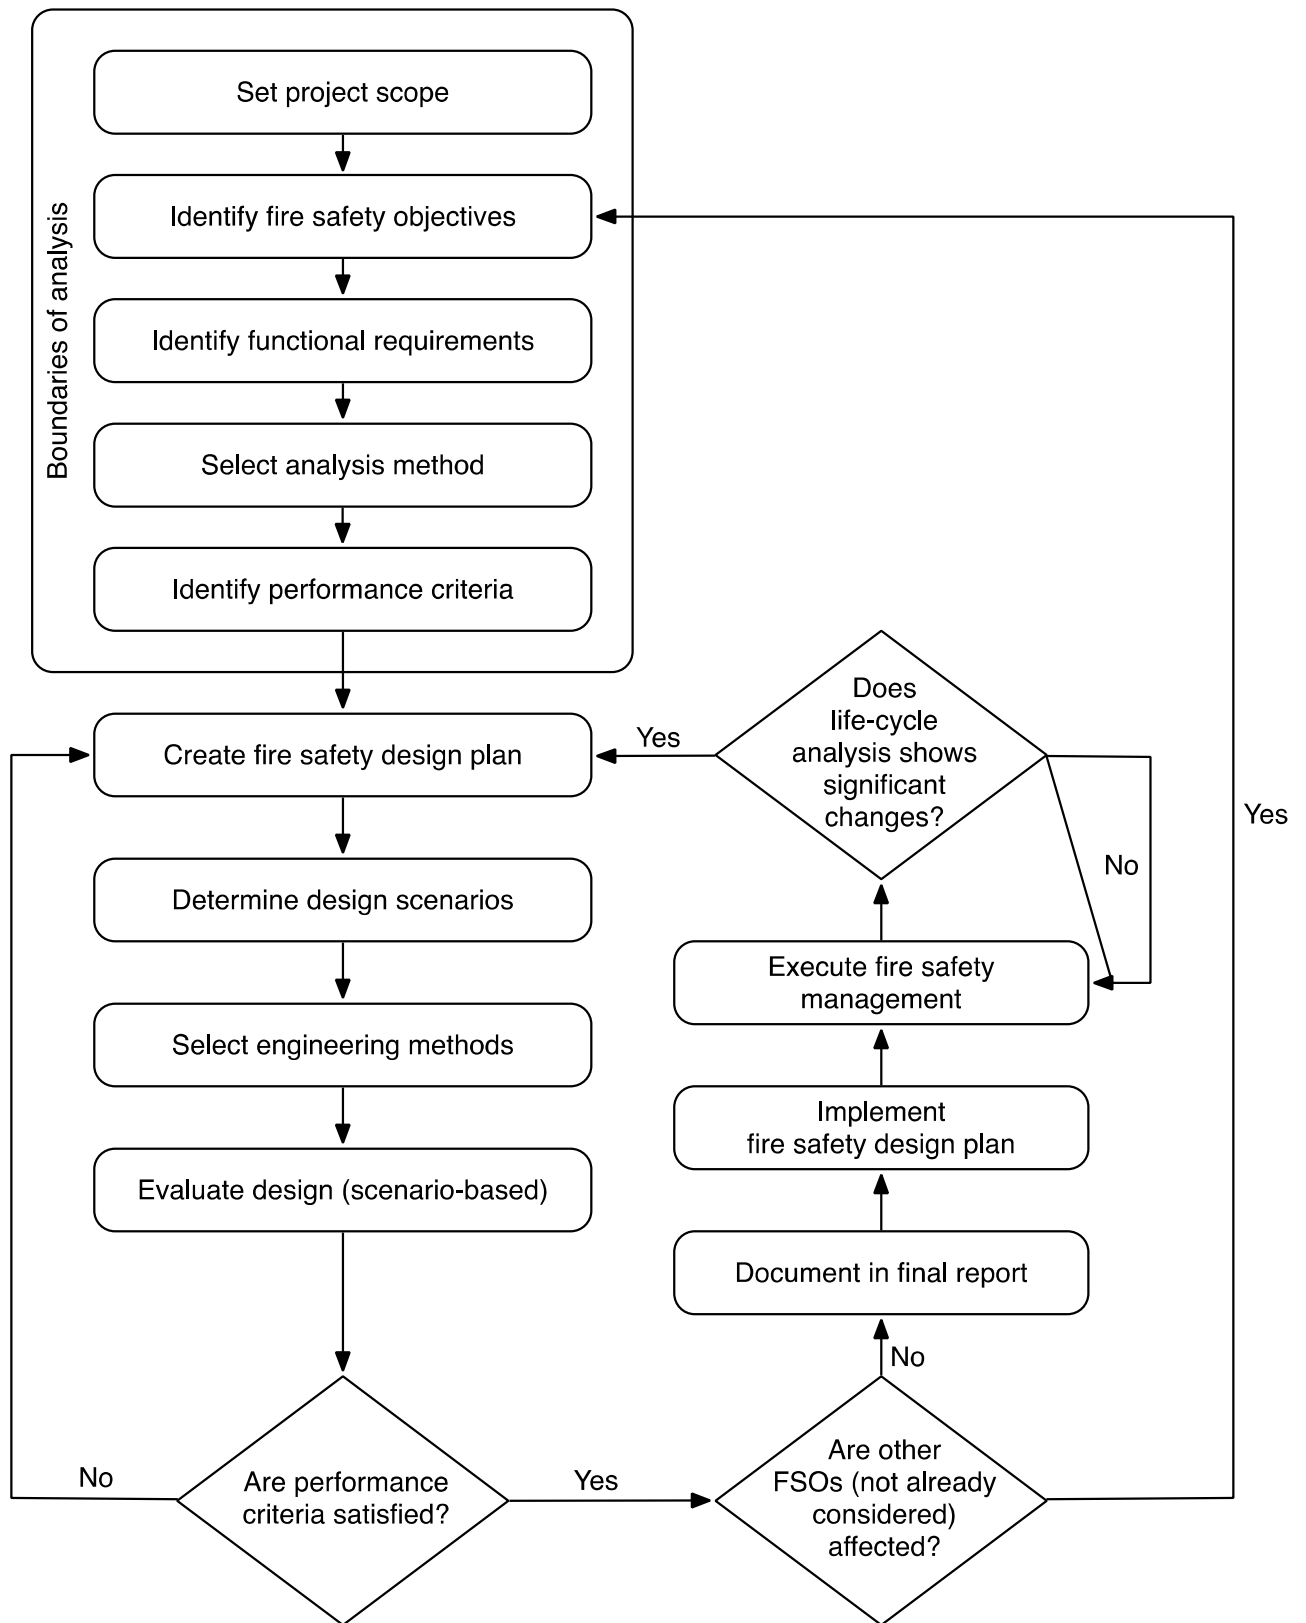 Set project scope
Identify fire safety objectives
Boundaries of analysis
Identify functional requirements
Select analysis method
Identify performance criteria
Does
life-cycle
analysis shows
significant
changes?
Yes
Create fire safety design plan
Yes
No
Determine design scenarios
Execute fire safety
management
Select engineering methods
Implement
fire safety design plan
Evaluate design (scenario-based)
Document in final report
No
Are performance
criteria satisfied?
No
Yes
Are other
FSOs (not already
considered)
affected?